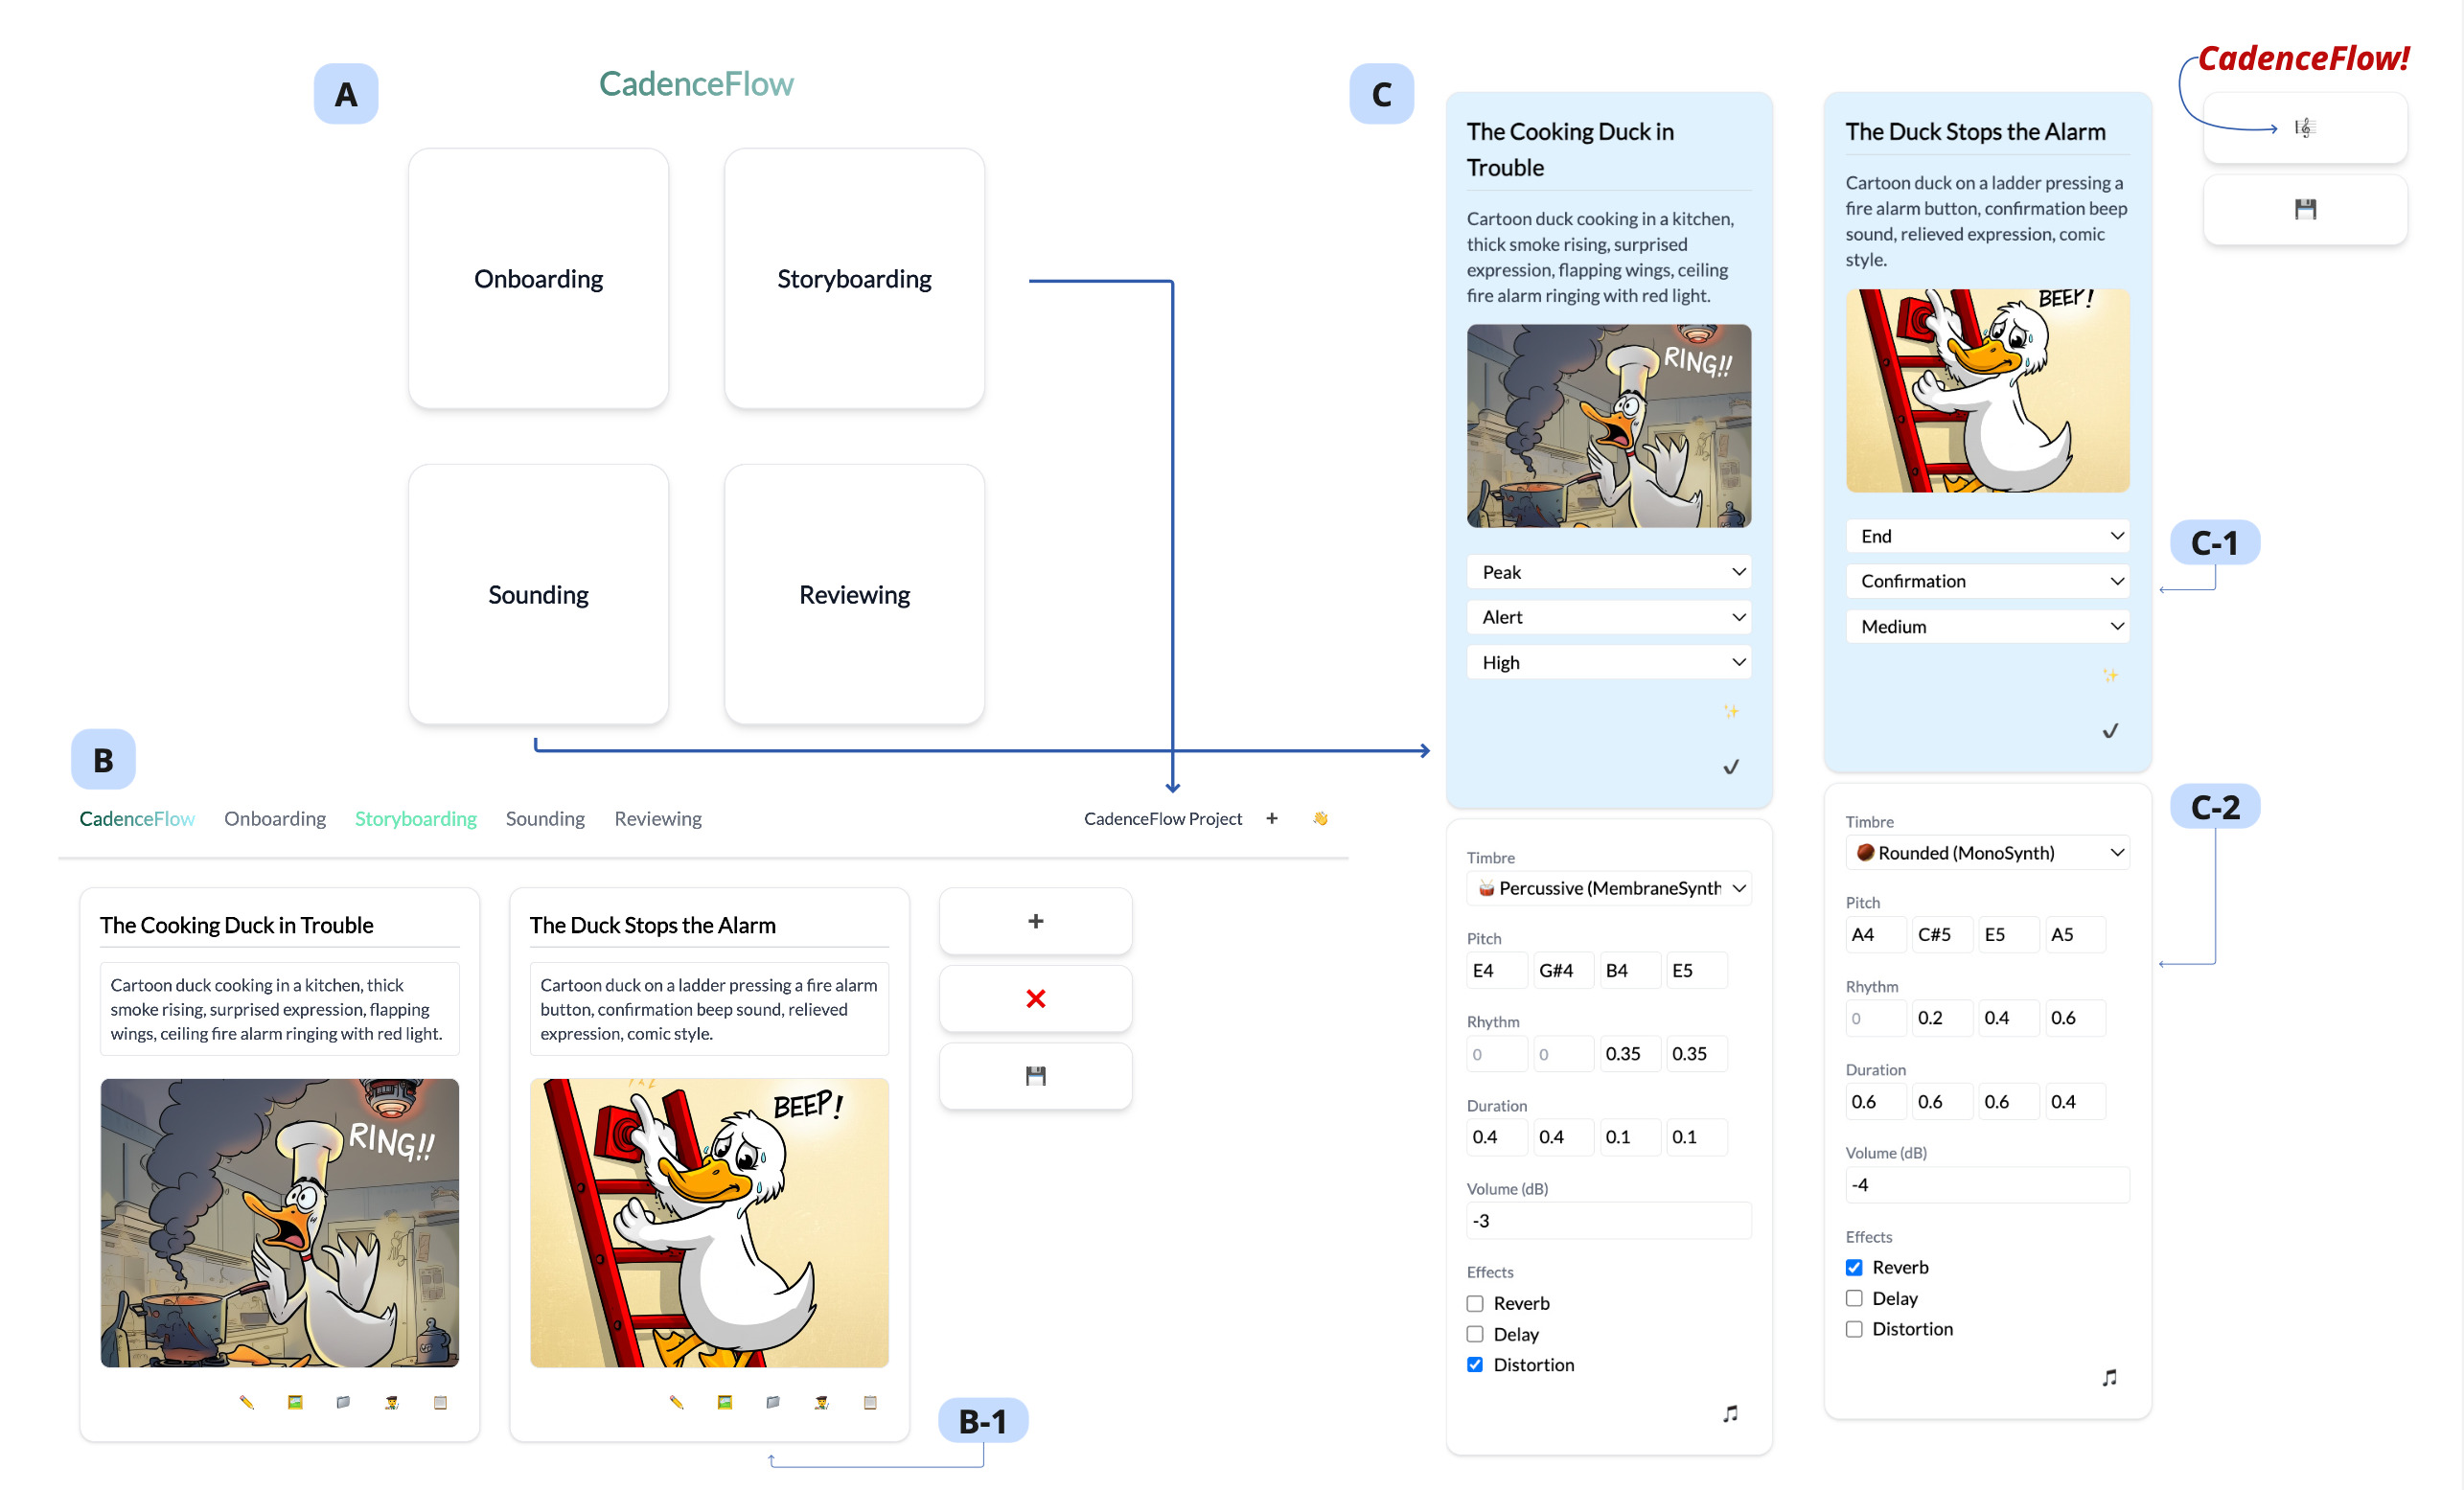 A
CadenceFlow
Onboarding
Storyboarding
Sounding
Reviewing
B
CadenceFlow Onboarding Storyboarding Sounding Reviewing CadenceFlow Project +
The Cooking Duck in Trouble
Cartoon duck cooking in a kitchen, thick
smoke rising, surprised expression, flapping
wings, ceiling fire alarm ringing with red light.
RING!!
The Duck Stops the Alarm
Cartoon duck on a ladder pressing a fire alarm
button, confirmation beep sound, relieved
expression, comic style.
BEEP!
+
B-1
C
The Cooking Duck in
Trouble
Cartoon duck cooking in a kitchen,
thick smoke rising, surprised
expression, flapping wings, ceiling
fire alarm ringing with red light.
RING!!
Peak
Alert
High
Timbre
Percussive (MembraneSynth
Pitch
E4 G#4 B4 E5
Rhythm
0 0 0.35 0.35
Duration
0.4 0.4 0.1 0.1
Volume (dB)
-3
Effects
Reverb
Delay
Distortion
The Duck Stops the Alarm
Cartoon duck on a ladder pressing a
fire alarm button, confirmation beep
sound, relieved expression, comic
style.
BEEP!
End
Confirmation
Medium
C-1
Timbre
Rounded (MonoSynth)
Pitch
A4 C#5 E5 A5
Rhythm
0 0.2 0.4 0.6
Duration
0.6 0.6 0.6 0.4
Volume (dB)
-4
Effects
Reverb
Delay
Distortion
C-2
CadenceFlow!